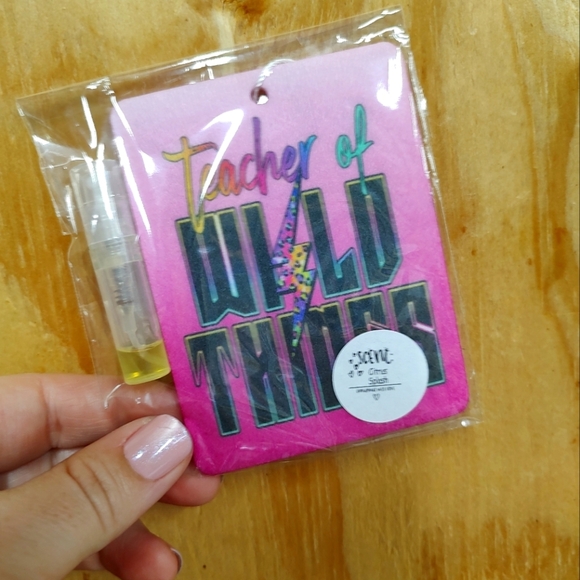 Teacher of
WILD
THINGS
scent
Citrus
Splash